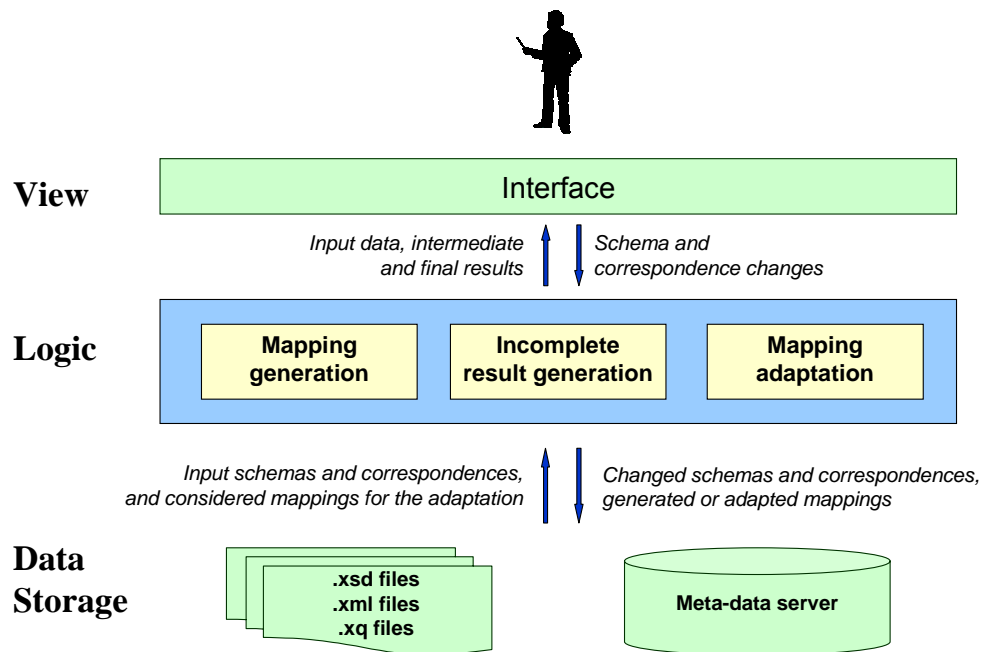 View
Interface
Input data, intermediate
and final results
Schema and
correspondence changes
Logic
Mapping
generation
Incomplete
result generation
Mapping
adaptation
Input schemas and correspondences,
and considered mappings for the adaptation
Changed schemas and correspondences,
generated or adapted mappings
Data
Storage
.xsd files
.xml files
.xq files
Meta-data server